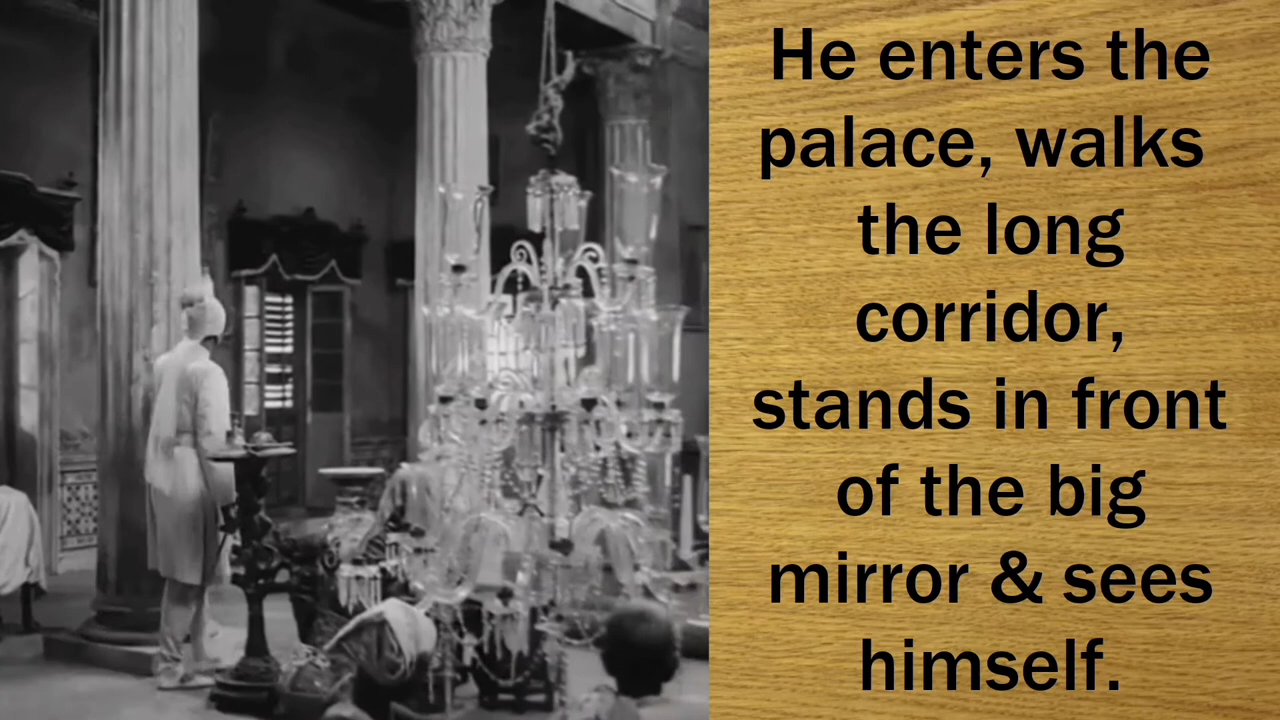 He enters the
palace, walks
the long
corridor,
stands in front
of the big
mirror & sees
himself.